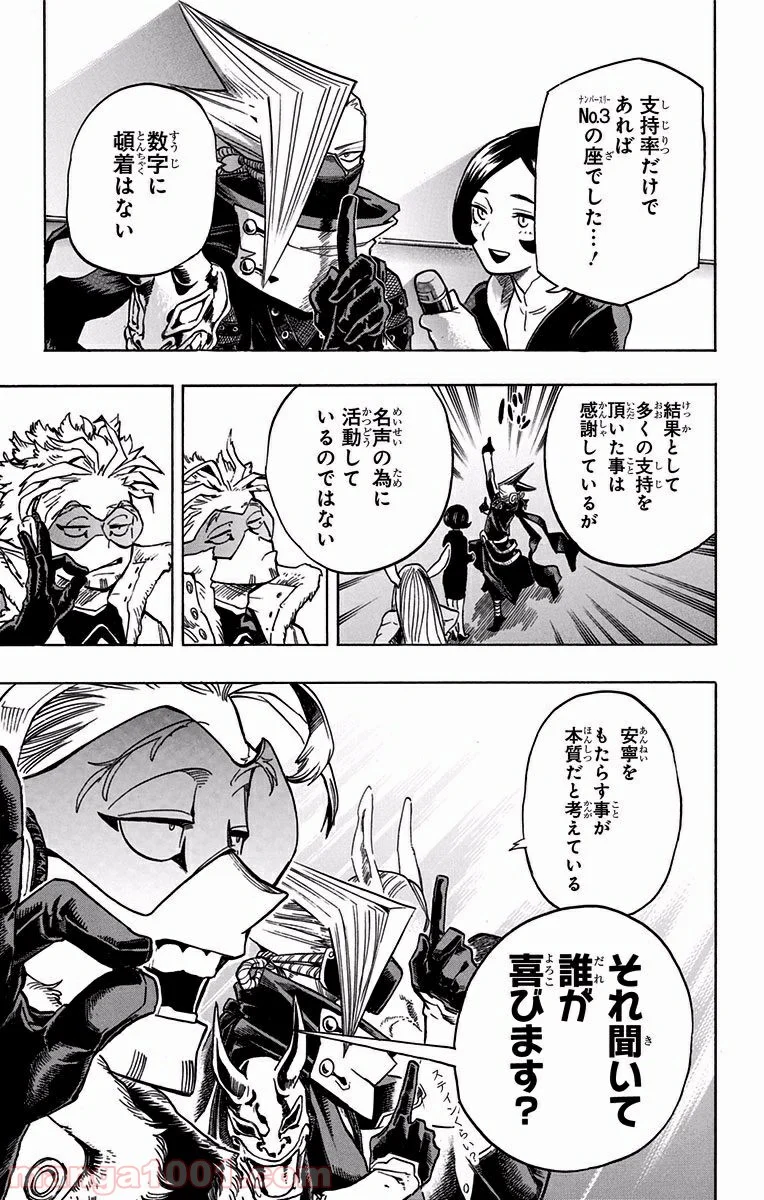 支持率だけで
あれば
No.3の座でした…！
数字に
頓着はない
結果として
多くの支持を
頂いた事は
感謝しているが
名声の為に
活動して
いるのではない
安寧を
もたらす事が
本質だと考えている
それ聞いて
誰が
喜びます？
ステインくらい？
manga1001.com